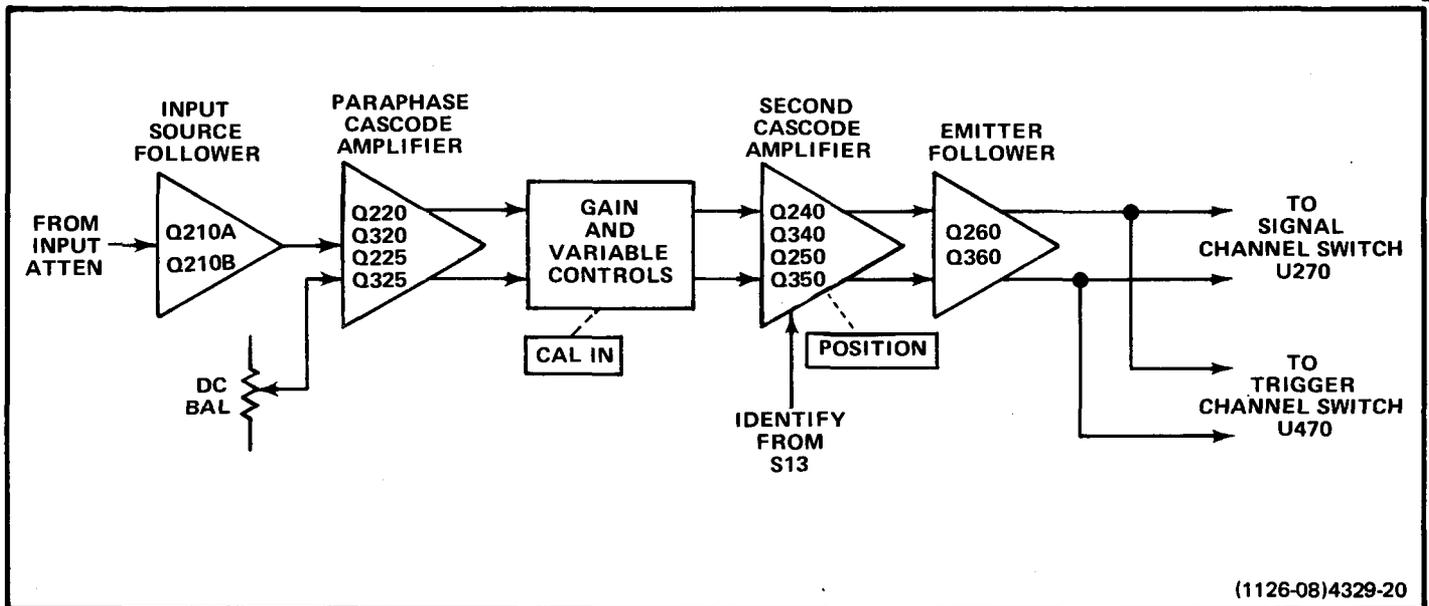 INPUT
SOURCE
FOLLOWER
PARAPHASE
CASCODE
AMPLIFIER
SECOND
CASCODE
AMPLIFIER
EMITTER
FOLLOWER
FROM
INPUT
ATTEN
Q210A
Q210B
Q220
Q320
Q225
Q325
GAIN
AND
VARIABLE
CONTROLS
CAL IN
Q240
Q340
Q250
Q350
POSITION
Q260
Q360
TO
SIGNAL
CHANNEL SWITCH
U270
DC
BAL
IDENTIFY
FROM
S13
TO
TRIGGER
CHANNEL SWITCH
U470
(1126-08)4329-20